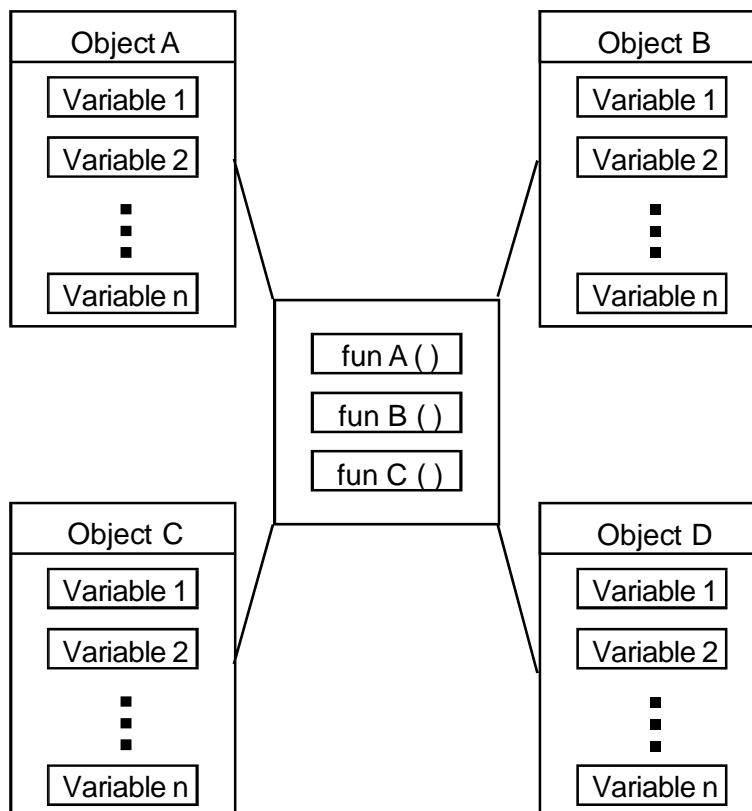 Object A
Variable 1
Variable 2
Variable n
Object B
Variable 1
Variable 2
Variable n
fun A ( )
fun B ( )
fun C ( )
Object C
Variable 1
Variable 2
Variable n
Object D
Variable 1
Variable 2
Variable n